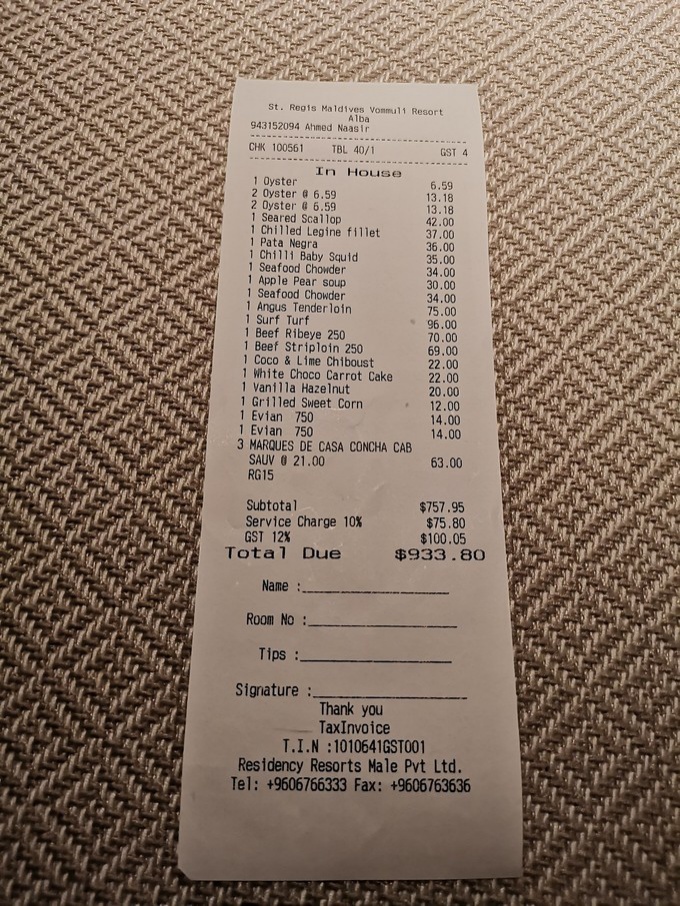 St. Regis Maldives Vommuli Resort
Alba
943152094 Ahmed Naasir
CHK 100561 TBL 40/1 GST 4
In House
1 Oyster 6.59
2 Oyster @ 6.59 13.18
2 Oyster @ 6.59 13.18
1 Seared Scallop 42.00
1 Chilled Legine fillet 37.00
1 Pata Negra 36.00
1 Chilli Baby Squid 35.00
1 Seafood Chowder 34.00
1 Apple Pear soup 30.00
1 Seafood Chowder 34.00
1 Angus Tenderloin 75.00
1 Surf Turf 96.00
1 Beef Ribeye 250 70.00
1 Beef Striploin 250 69.00
1 Coco & Lime Chiboust 22.00
1 White Choco Carrot Cake 22.00
1 Vanilla Hazelnut 20.00
1 Grilled Sweet Corn 12.00
1 Evian 750 14.00
1 Evian 750 14.00
3 MARQUES DE CASA CONCHA CAB
SAUV @ 21.00 63.00
RG15
Subtotal $757.95
Service Charge 10% $75.80
GST 12% $100.05
Total Due $933.80
Name :
Room No :
Tips :
Signature :
Thank you
TaxInvoice
T.I.N :1010641GST001
Residency Resorts Male Pvt Ltd.
Tel: +9606766333 Fax: +9606763636